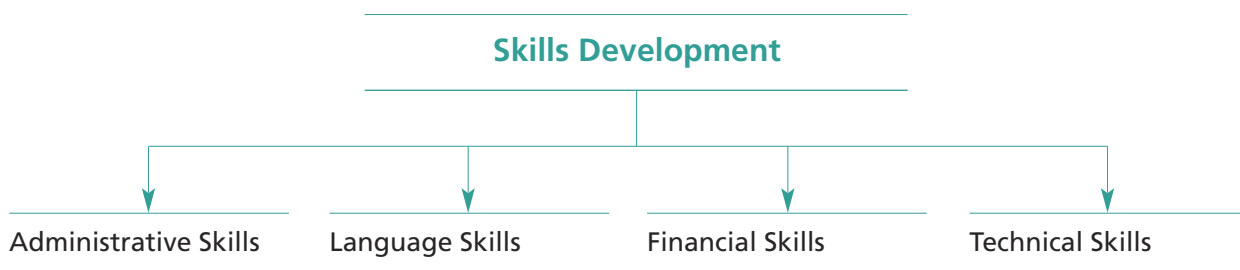 Skills Development
Administrative Skills
Language Skills
Financial Skills
Technical Skills